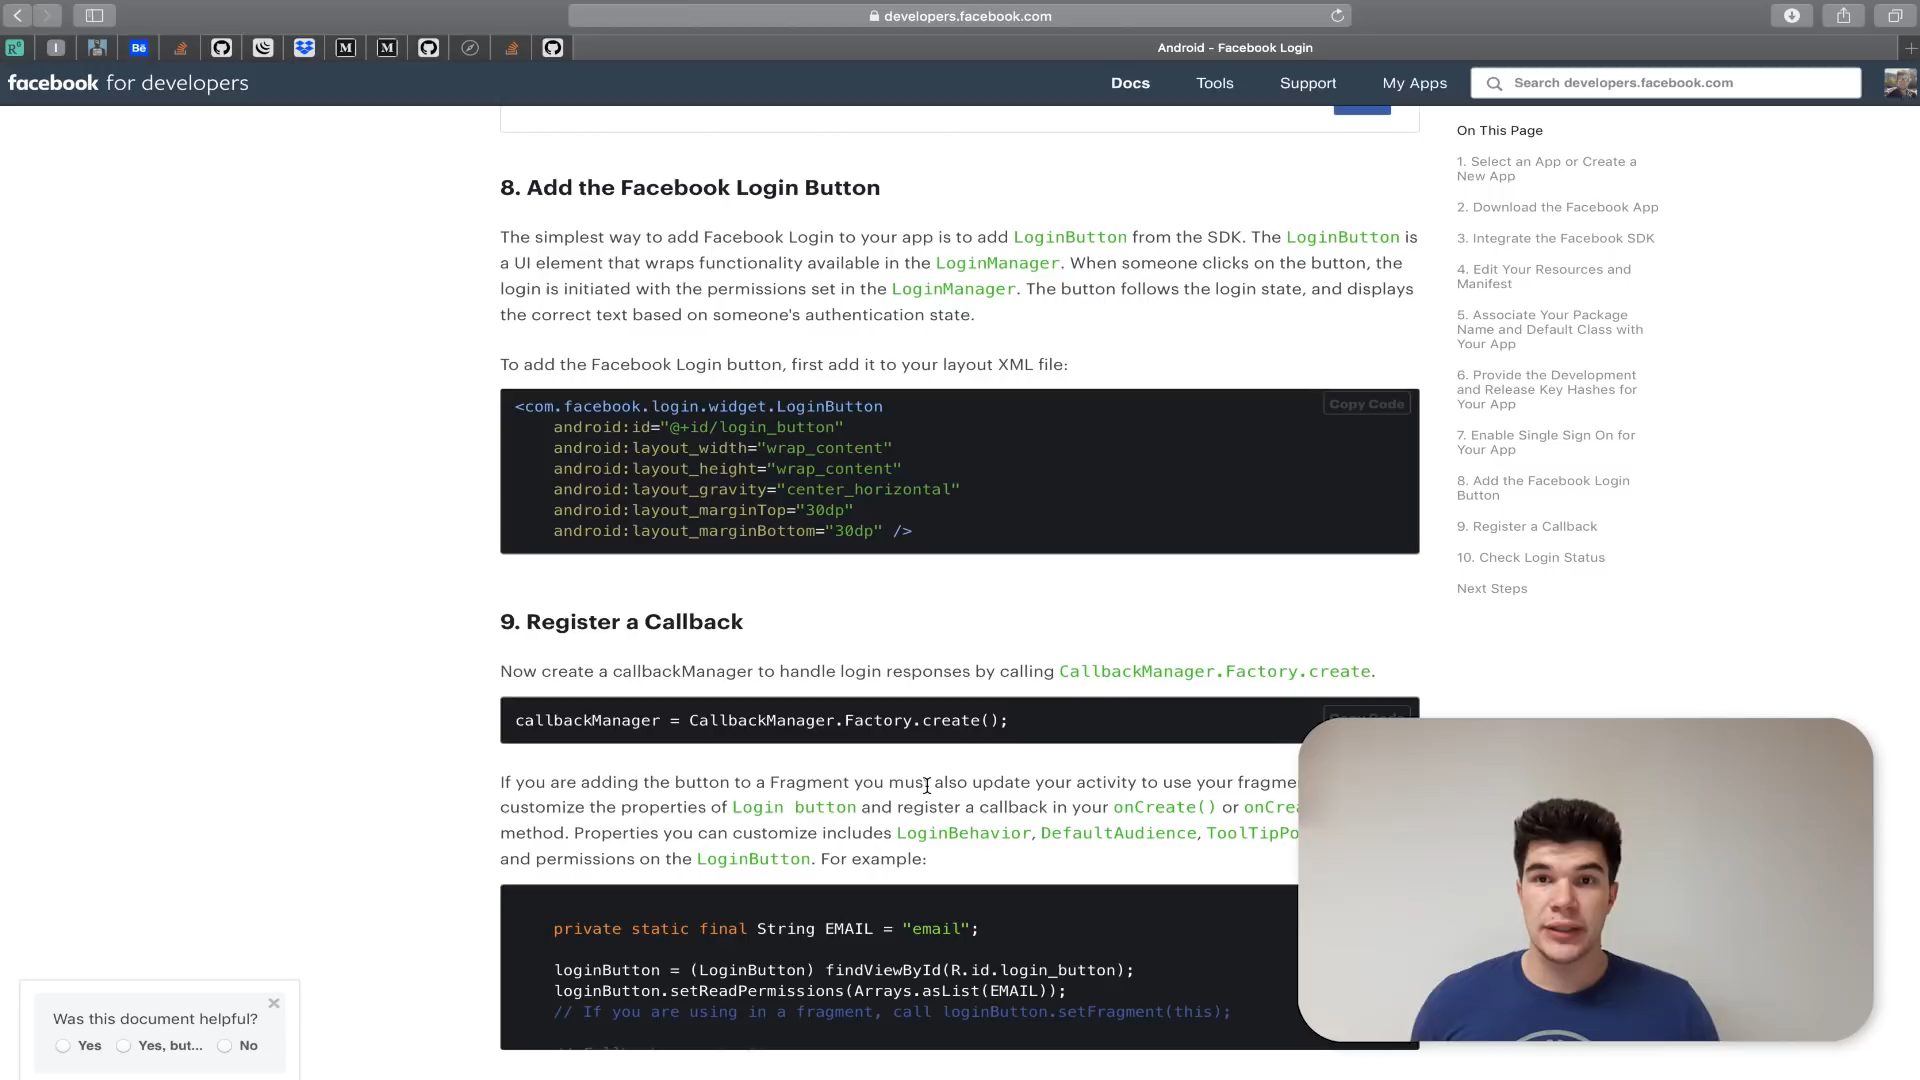 developers.facebook.com
R⁶ I Bē M M Android - Facebook Login
facebook for developers Docs Tools Support My Apps Search developers.facebook.com
8. Add the Facebook Login Button
The simplest way to add Facebook Login to your app is to add LoginButton from the SDK. The LoginButton is
a UI element that wraps functionality available in the LoginManager. When someone clicks on the button, the
login is initiated with the permissions set in the LoginManager. The button follows the login state, and displays
the correct text based on someone's authentication state.
To add the Facebook Login button, first add it to your layout XML file:
Copy Code
<com.facebook.login.widget.LoginButton
android:id="@+id/login_button"
android:layout_width="wrap_content"
android:layout_height="wrap_content"
android:layout_gravity="center_horizontal"
android:layout_marginTop="30dp"
android:layout_marginBottom="30dp" />
9. Register a Callback
Now create a callbackManager to handle login responses by calling CallbackManager.Factory.create.
callbackManager = CallbackManager.Factory.create();
If you are adding the button to a Fragment you must also update your activity to use your
customize the properties of Login button and register a callback in your onCreate() or
method. Properties you can customize includes LoginBehavior, DefaultAudience,
and permissions on the LoginButton. For example:
private static final String EMAIL = "email";
loginButton = (LoginButton) findViewById(R.id.login_button);
loginButton.setReadPermissions(Arrays.asList(EMAIL));
// If you are using in a fragment, call loginButton.setFragment(this);
On This Page
1. Select an App or Create a
New App
2. Download the Facebook App
3. Integrate the Facebook SDK
4. Edit Your Resources and
Manifest
5. Associate Your Package
Name and Default Class with
Your App
6. Provide the Development
and Release Key Hashes for
Your App
7. Enable Single Sign On for
Your App
8. Add the Facebook Login
Button
9. Register a Callback
10. Check Login Status
Next Steps
Was this document helpful?
Yes Yes, but... No